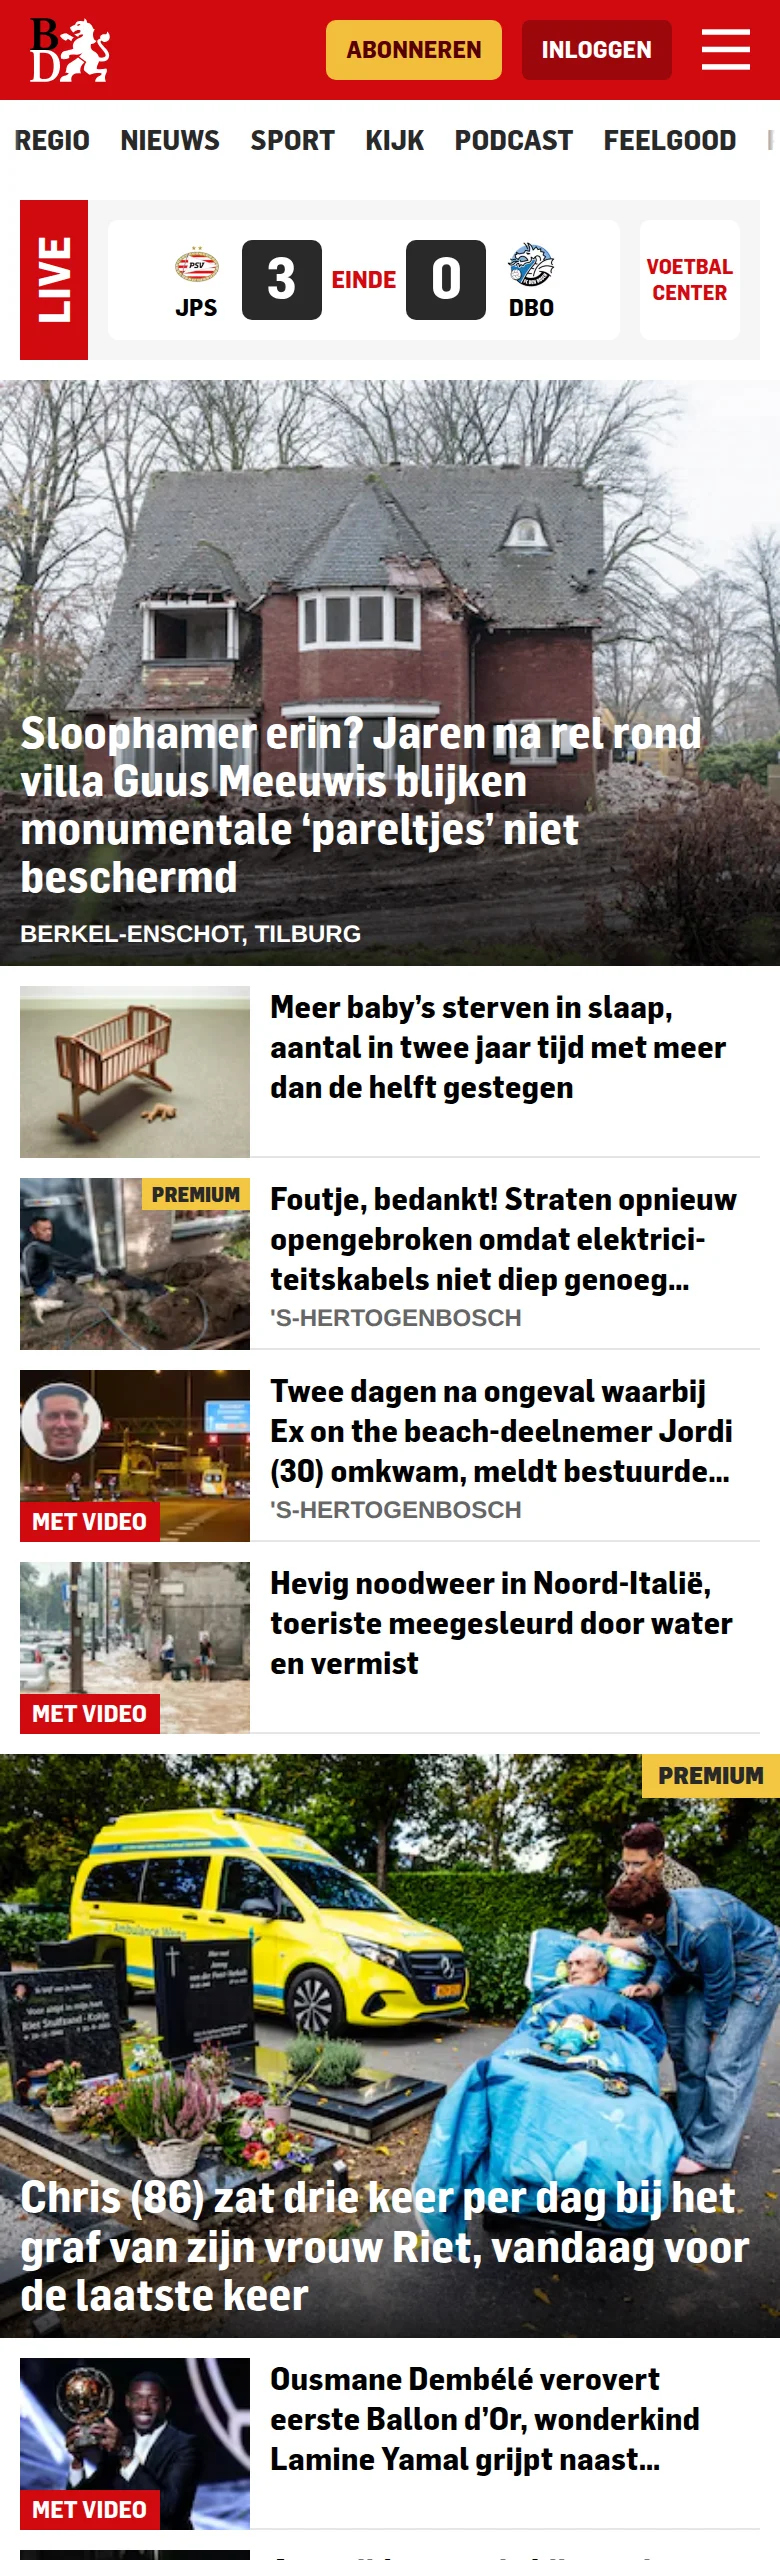 BD
ABONNEREN
INLOGGEN
REGIO NIEUWS SPORT KIJK PODCAST FEELGOOD
LIVE
PSV
JPS
3
EINDE
0
DBO
VOETBAL
CENTER
Sloophamer erin? Jaren na rel rond
villa Guus Meeuwis blijken
monumentale ‘pareltjes’ niet
beschermd
BERKEL-ENSCHOT, TILBURG
Meer baby’s sterven in slaap,
aantal in twee jaar tijd met meer
dan de helft gestegen
PREMIUM
Foutje, bedankt! Straten opnieuw
opengebroken omdat elektrici-
teitskabels niet diep genoeg...
'S-HERTOGENBOSCH
MET VIDEO
Twee dagen na ongeval waarbij
Ex on the beach-deelnemer Jordi
(30) omkwam, meldt bestuurde...
'S-HERTOGENBOSCH
MET VIDEO
Hevig noodweer in Noord-Italië,
toeriste meegesleurd door water
en vermist
PREMIUM
Chris (86) zat drie keer per dag bij het
graf van zijn vrouw Riet, vandaag voor
de laatste keer
MET VIDEO
Ousmane Dembélé verovert
eerste Ballon d’Or, wonderkind
Lamine Yamal grijpt naast...